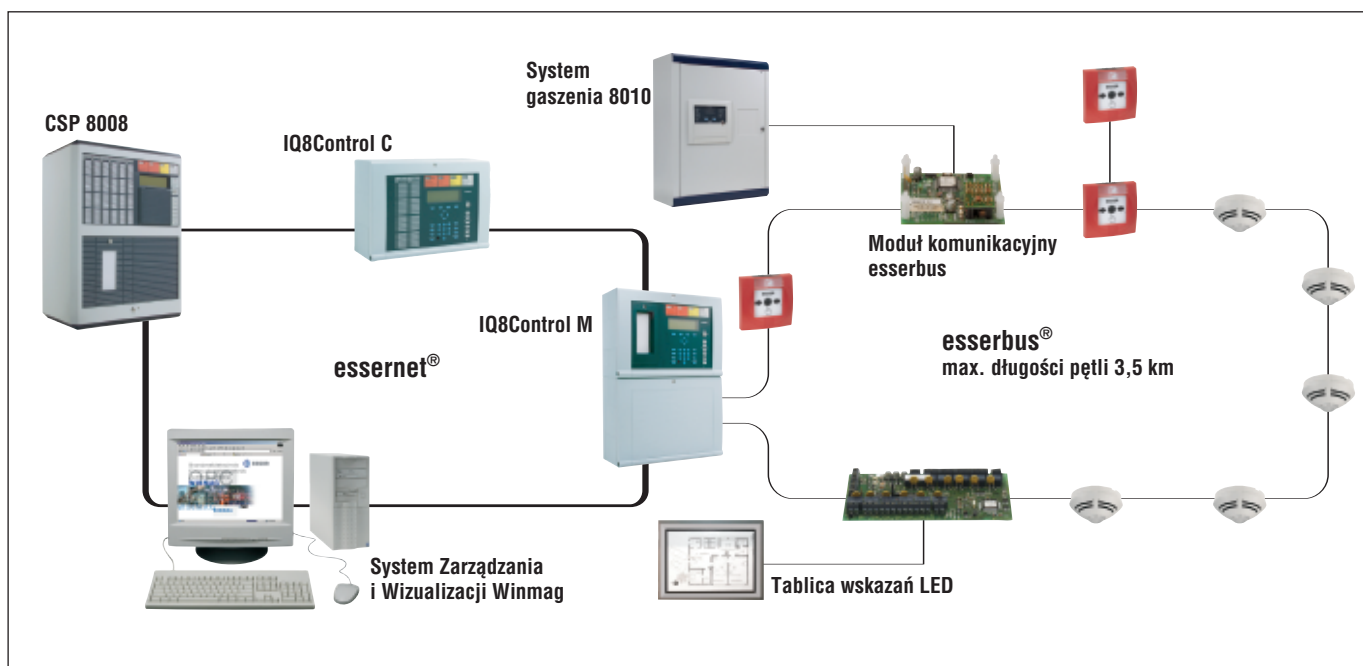 System
gaszenia 8010
CSP 8008
IQ8Control C
Moduł komunikacyjny
esserbus
IQ8Control M
essernet®
esserbus®
max. długości pętli 3,5 km
System Zarządzania
i Wizualizacji Winmag
Tablica wskazań LED